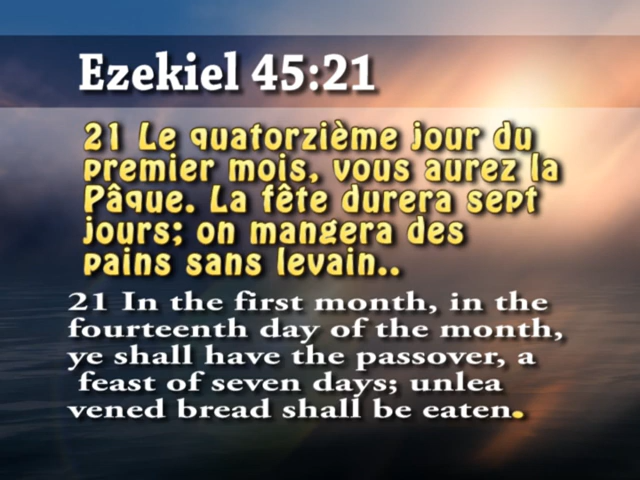 Ezekiel 45:21
21 Le quatorzième jour du
premier mois, vous aurez la
Pâque. La fête durera sept
jours; on mangera des
pains sans levain..
21 In the first month, in the
fourteenth day of the month,
ye shall have the passover, a
feast of seven days; unlea
vened bread shall be eaten.